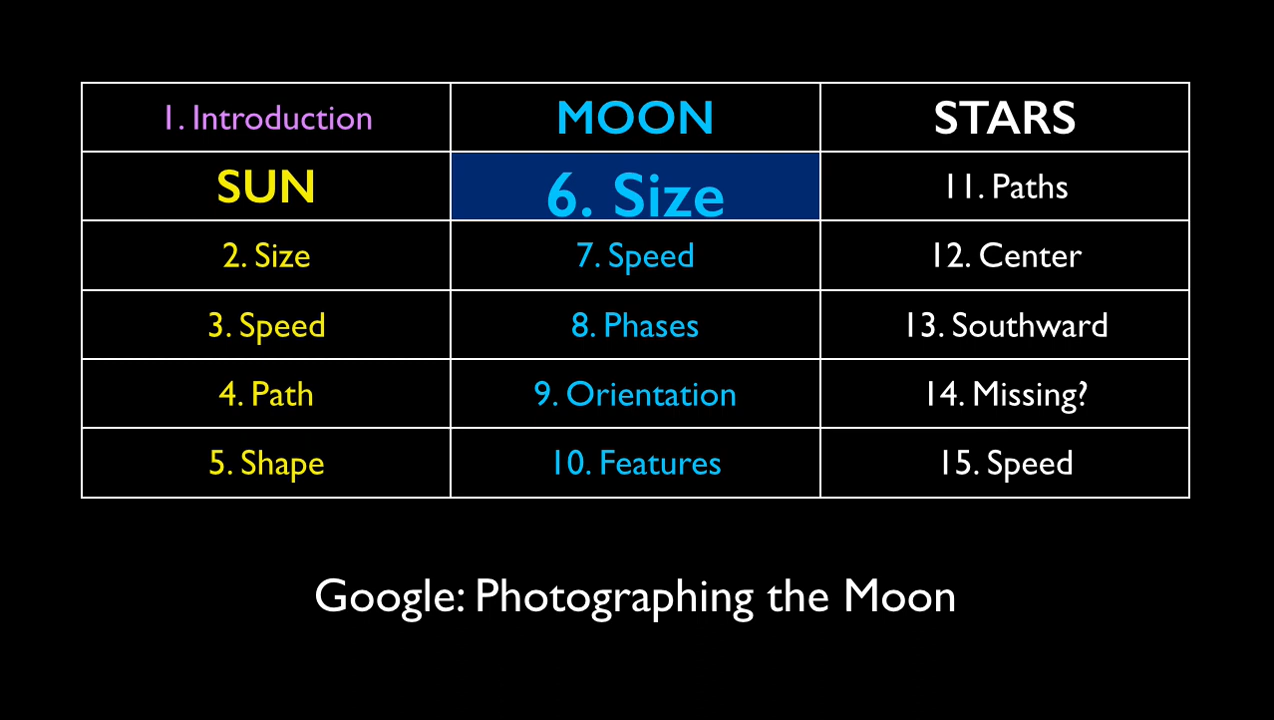 1. Introduction
MOON
STARS
SUN
6. Size
11. Paths
2. Size
7. Speed
12. Center
3. Speed
8. Phases
13. Southward
4. Path
9. Orientation
14. Missing?
5. Shape
10. Features
15. Speed
Google: Photographing the Moon